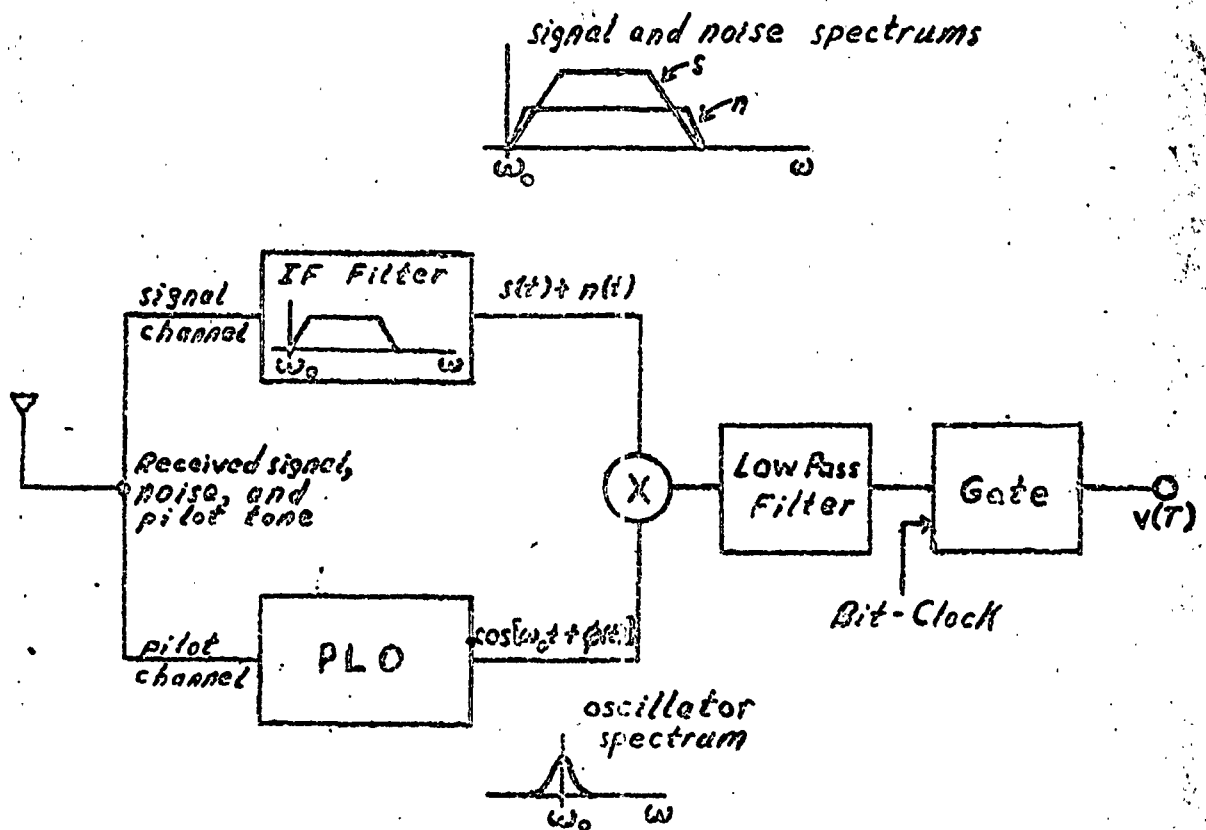 signal and noise spectrums
s
n
ω₀
ω
IF Filter
ω₀
ω
signal
channel
s(t) + n(t)
Received signal,
noise, and
pilot tone
X
Low Pass
Filter
Gate
v(T)
Bit-Clock
pilot
channel
PLO
cos[ω₀t + φ(t)]
oscillator
spectrum
ω₀
ω